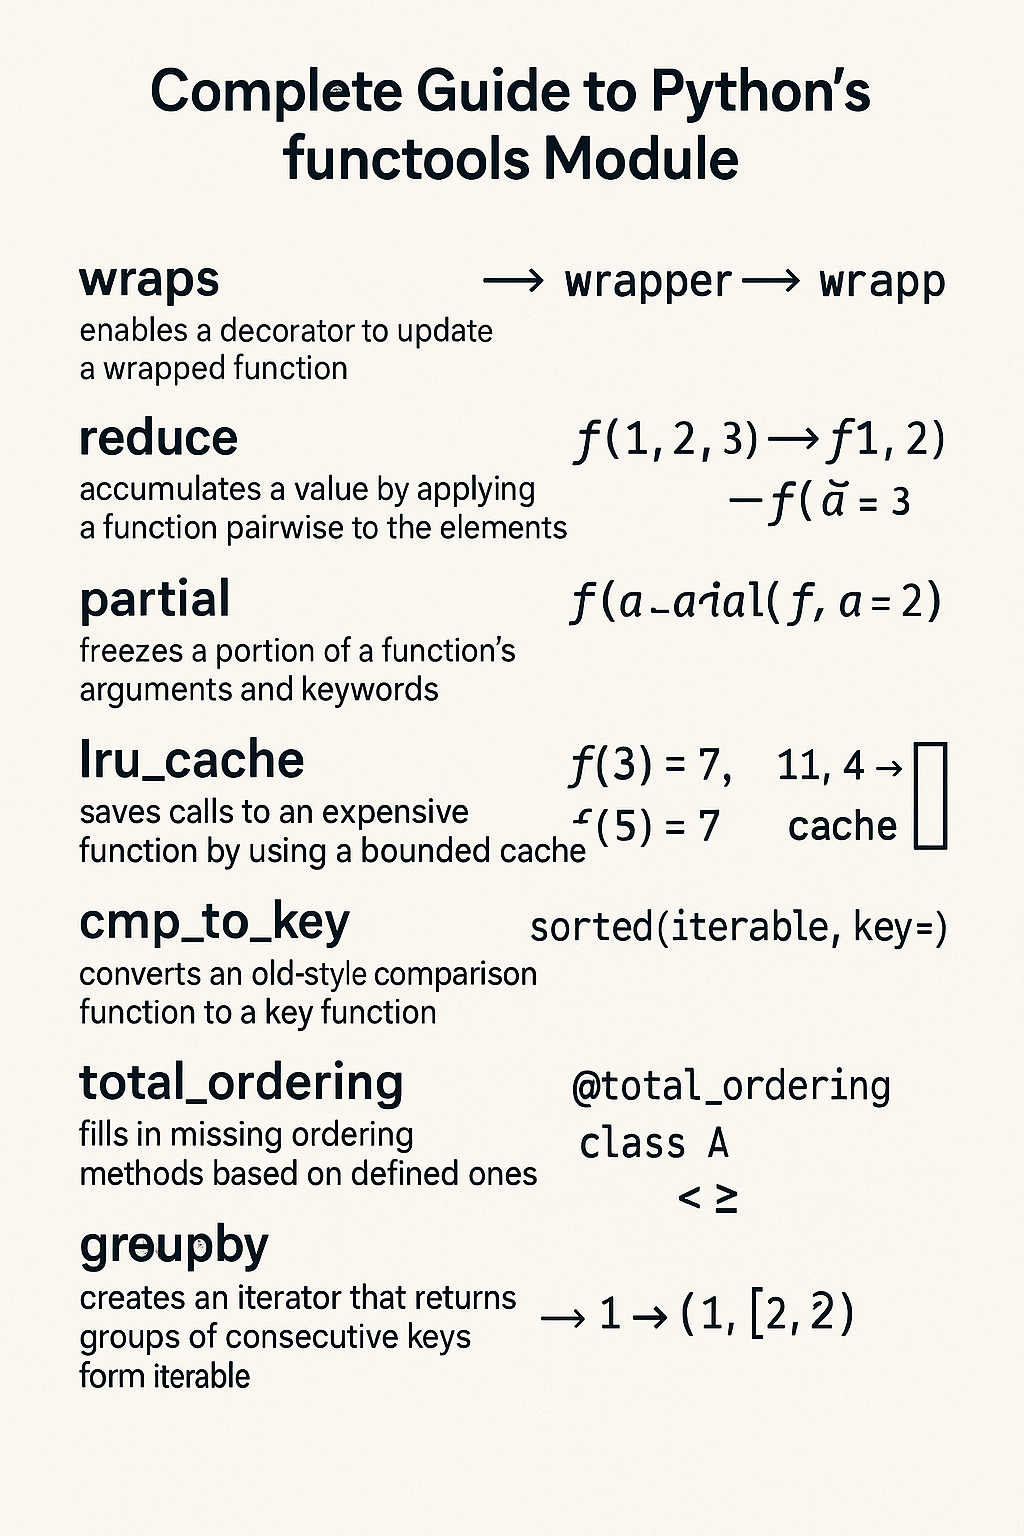 Complete Guide to Python's
functools Module
wraps
→ wrapper → wrapp
enables a decorator to update
a wrapped function
reduce
f(1, 2, 3) → f1, 2)
accumulates a value by applying
—f(ă = 3
a function pairwise to the elements
partial
f(a = 2)
freezes a portion of a function's
arguments and keywords
lru_cache
f(3) = 7, 11, 4 →
saves calls to an expensive
(5) = 7 cache
function by using a bounded cache
cmp_to_key
sorted(iterable, key=)
converts an old-style comparison
function to a key function
total_ordering
@total_ordering
fills in missing ordering
class A
methods based on defined ones
< ≥
groupby
creates an iterator that returns
→ 1 → (1, [2, 2)
groups of consecutive keys
form iterable